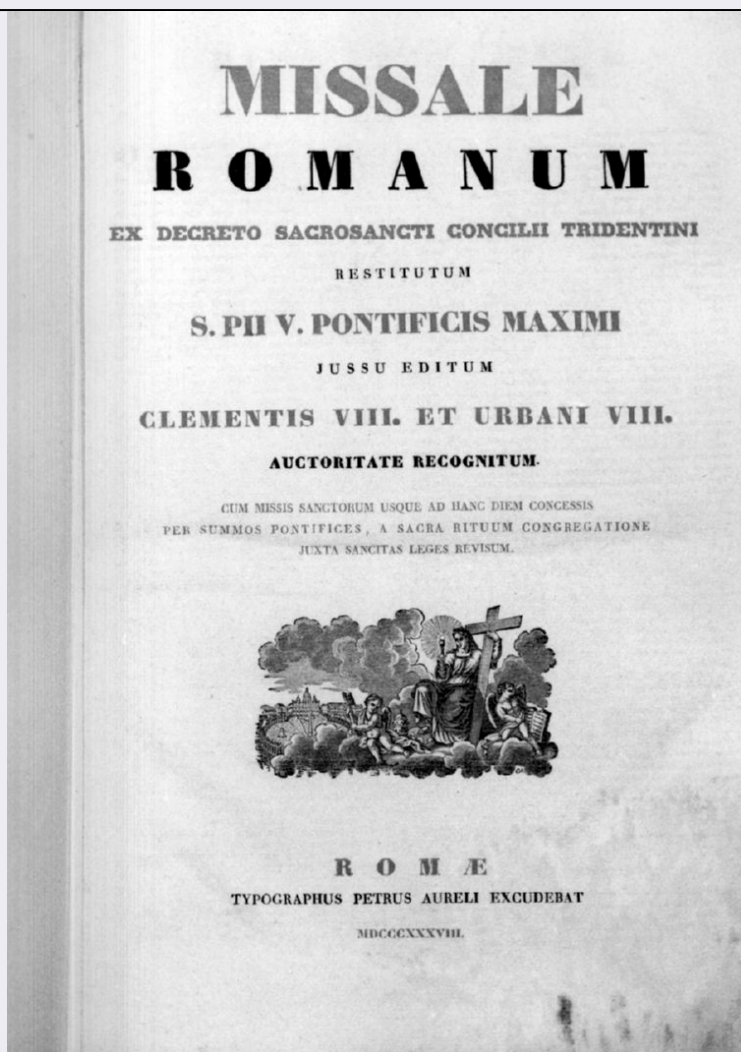 MISSALE
ROMANUM
EX DECRETO SACROSANCTI CONCILII TRIDENTINI
RESTITUTUM
S. PII V. PONTIFICIS MAXIMI
JUSSU EDITUM
CLEMENTIS VIII. ET URBANI VIII.
AUCTORITATE RECOGNITUM.
CUM MISSIS SANCTORUM USQUE AD HANC DIEM CONCESSIS
PER SUMMOS PONTIFICES, A SACRA RITUUM CONGREGATIONE
JUXTA SANCITAS LEGES REVISUM.
ROMÆ
TYPOGRAPHUS PETRUS AURELI EXCUDEBAT
MDCCCXXXVIII.